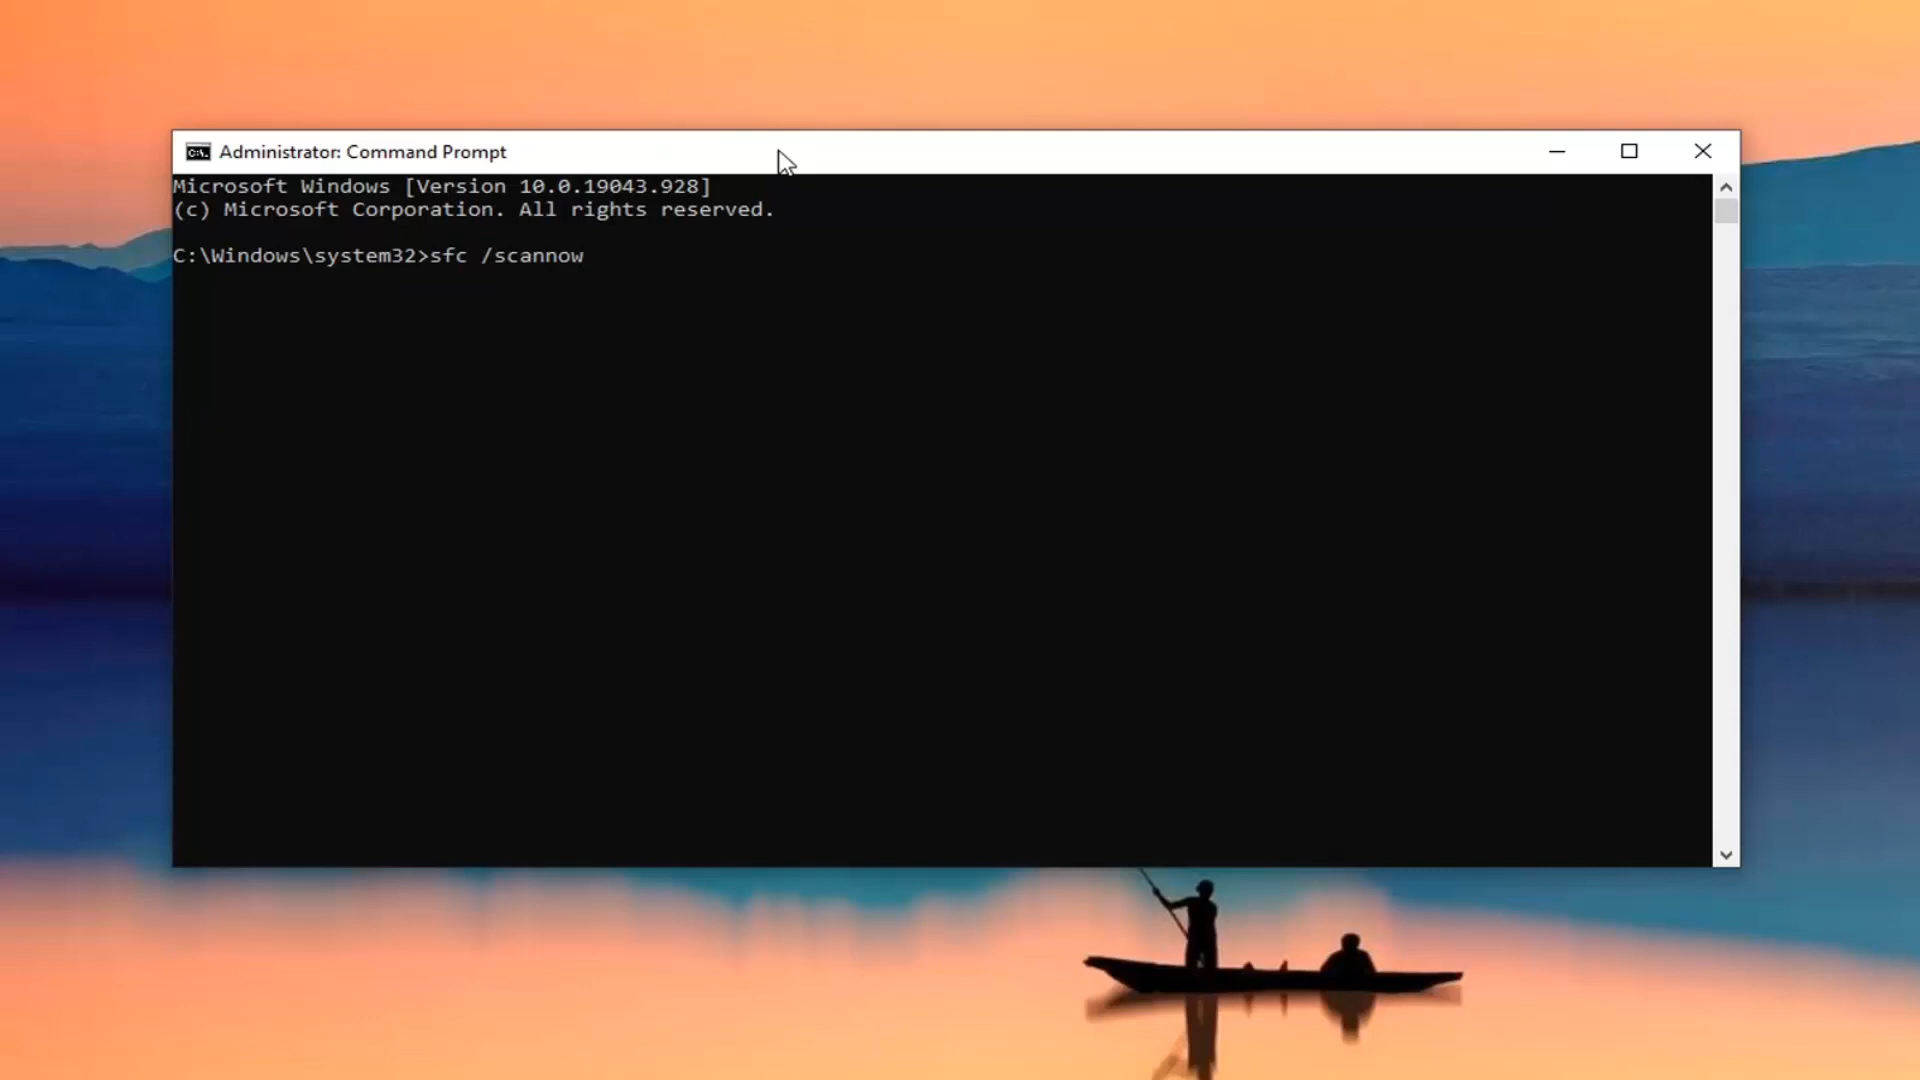 Administrator: Command Prompt
Microsoft Windows [Version 10.0.19043.928]
(c) Microsoft Corporation. All rights reserved.
C:\Windows\system32>sfc /scannow